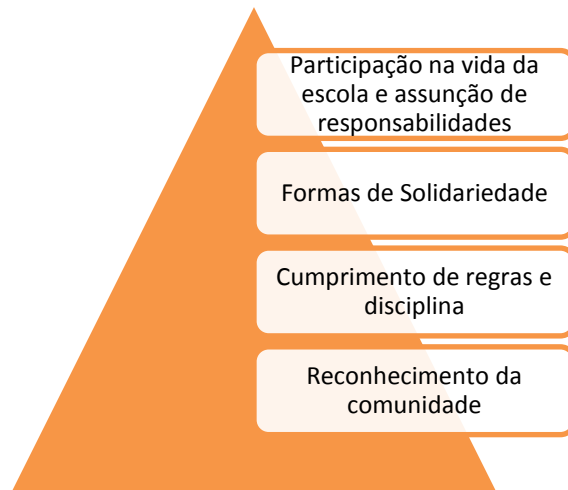 Participação na vida da
escola e assunção de
responsabilidades
Formas de Solidariedade
Cumprimento de regras e
disciplina
Reconhecimento da
comunidade